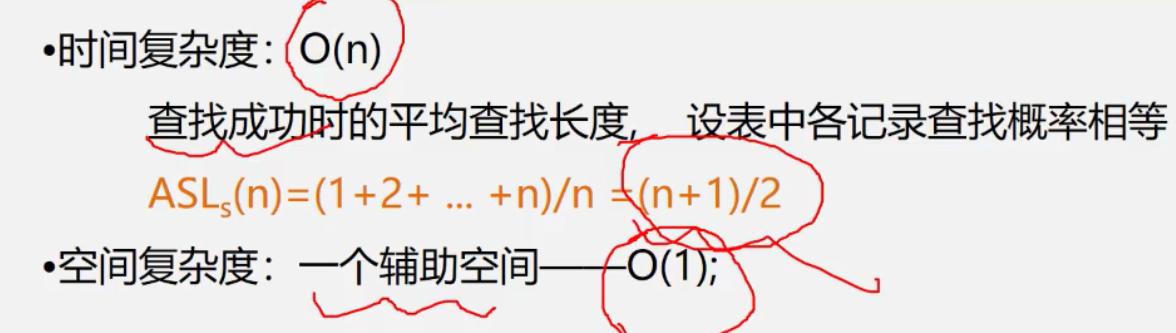 •时间复杂度：O(n)
查找成功时的平均查找长度, 设表中各记录查找概率相等
ASLs(n)=(1+2+ ... +n)/n =(n+1)/2
•空间复杂度：一个辅助空间——O(1);